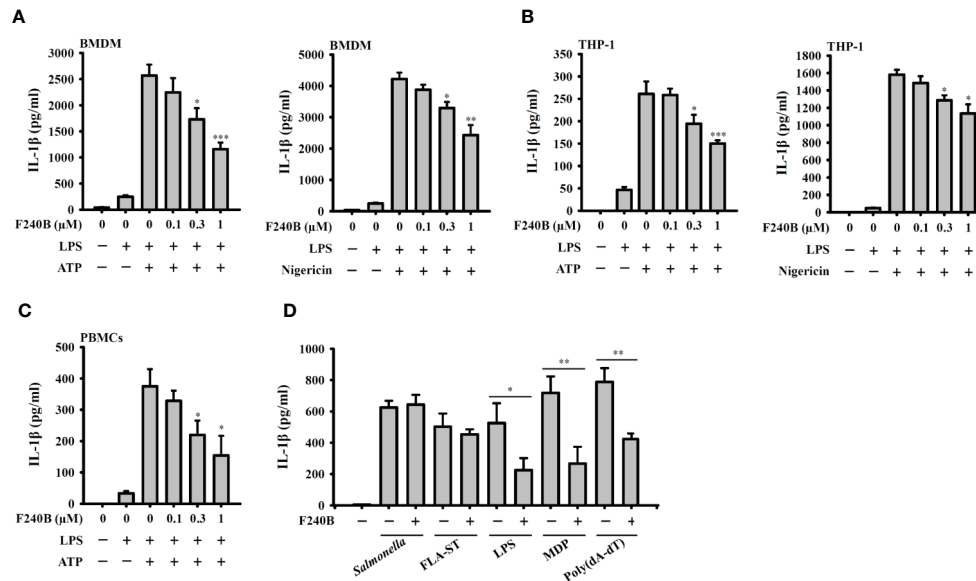 A
BMDM
IL-1β (pg/ml)
3000
2500
2000
1500
1000
500
0
*
***
F240B (μM) 0 0 0 0.1 0.3 1
LPS – + + + + +
ATP – – + + + +
BMDM
IL-1β (pg/ml)
5000
4000
3000
2000
1000
0
*
**
F240B (μM) 0 0 0 0.1 0.3 1
LPS – + + + + +
Nigericin – – + + + +
B
THP-1
IL-1β (pg/ml)
350
300
250
200
150
100
50
0
*
***
F240B (μM) 0 0 0 0.1 0.3 1
LPS – + + + + +
ATP – – + + + +
THP-1
IL-1β (pg/ml)
1800
1600
1400
1200
1000
800
600
400
200
0
*
*
F240B (μM) 0 0 0 0.1 0.3 1
LPS – + + + + +
Nigericin – – + + + +
C
PBMCs
IL-1β (pg/ml)
500
400
300
200
100
0
*
*
F240B (μM) 0 0 0 0.1 0.3 1
LPS – + + + + +
ATP – – + + + +
D
IL-1β (pg/ml)
1000
800
600
400
200
0
*
**
**
F240B – – + – + – + – + – +
Salmonella FLA-ST LPS MDP Poly(dA-dT)